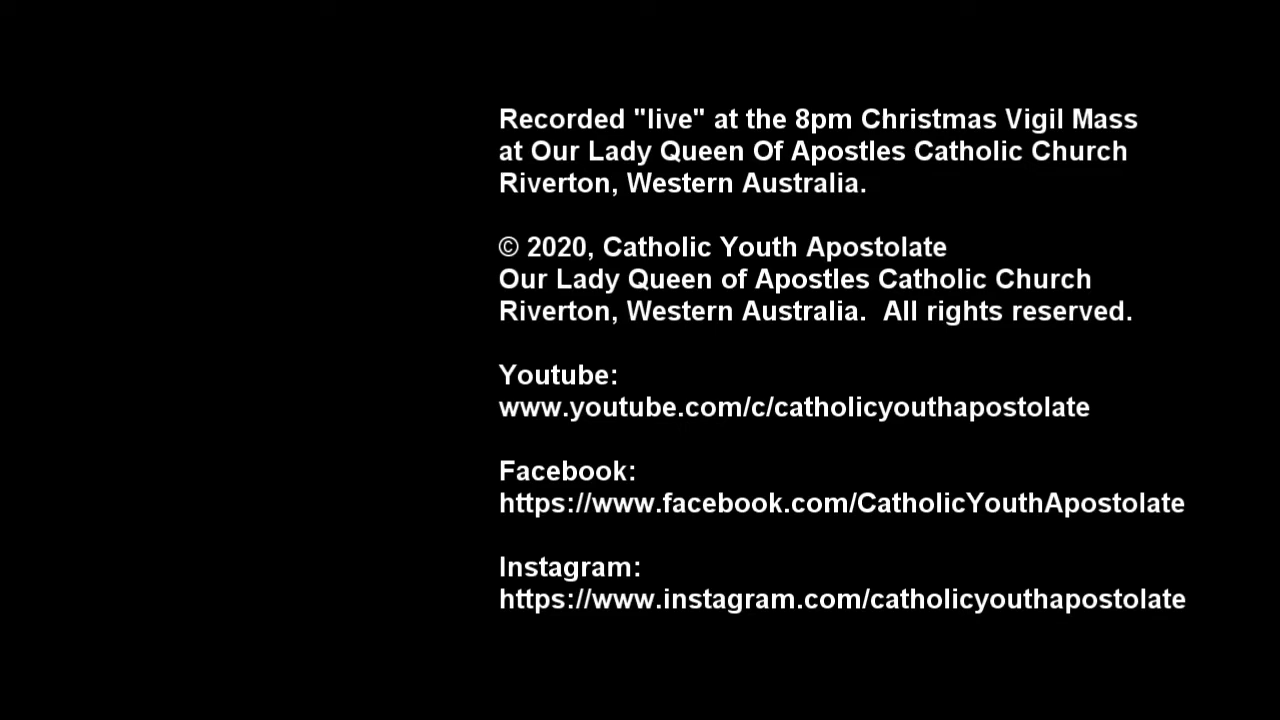 Recorded "live" at the 8pm Christmas Vigil Mass
at Our Lady Queen Of Apostles Catholic Church
Riverton, Western Australia.
© 2020, Catholic Youth Apostolate
Our Lady Queen of Apostles Catholic Church
Riverton, Western Australia.  All rights reserved.
Youtube:
www.youtube.com/c/catholicyouthapostolate
Facebook:
https://www.facebook.com/CatholicYouthApostolate
Instagram:
https://www.instagram.com/catholicyouthapostolate